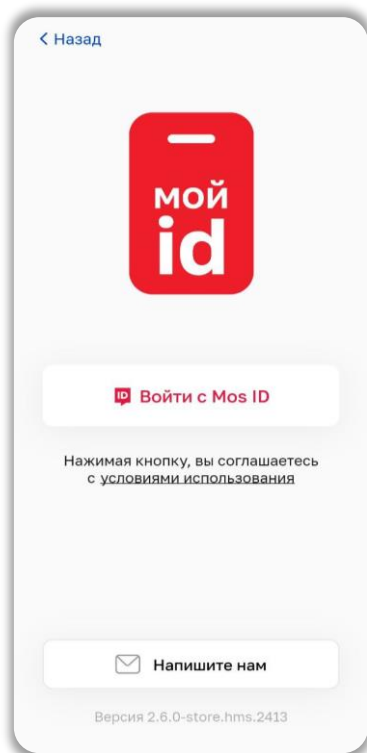 Назад
мой
id
ID Войти с Mos ID
Нажимая кнопку, вы соглашаетесь
с условиями использования
Напишите нам
Версия 2.6.0-store.hms.2413